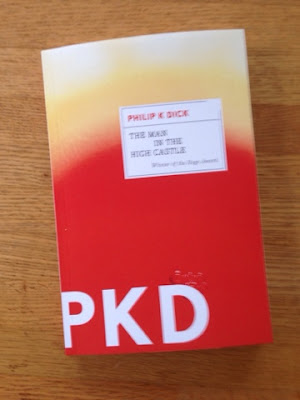 PHILIP K DICK
THE MAN
IN THE
HIGH CASTLE
Winner of the Hugo Award
PKD